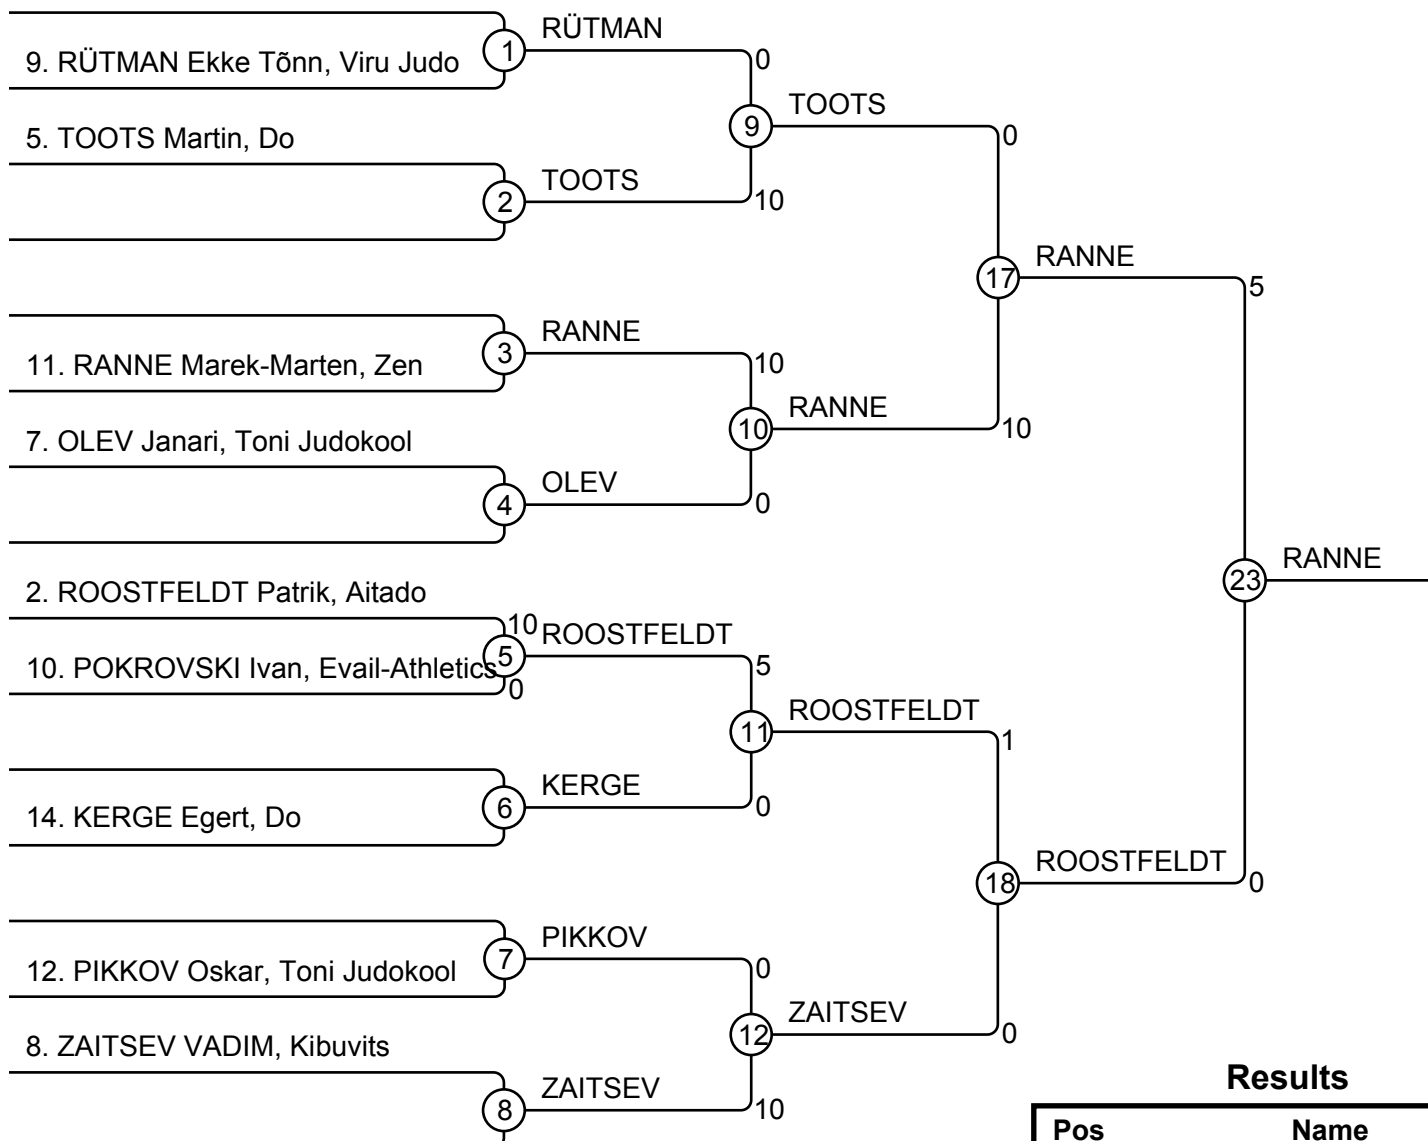 9. RÜTMAN Ekke Tõnn, Viru Judo
1
RÜTMAN
0
5. TOOTS Martin, Do
2
TOOTS
10
9
TOOTS
0
11. RANNE Marek-Marten, Zen
3
RANNE
10
7. OLEV Janari, Toni Judokool
4
OLEV
0
10
RANNE
10
17
RANNE
5
2. ROOSTFELDT Patrik, Aitado
10
10. POKROVSKI Ivan, Evail-Athletics
0
5
ROOSTFELDT
5
14. KERGE Egert, Do
6
KERGE
0
11
ROOSTFELDT
1
12. PIKKOV Oskar, Toni Judokool
7
PIKKOV
0
8. ZAITSEV VADIM, Kibuvits
8
ZAITSEV
10
12
ZAITSEV
0
18
ROOSTFELDT
0
23
RANNE
Results
Pos Name